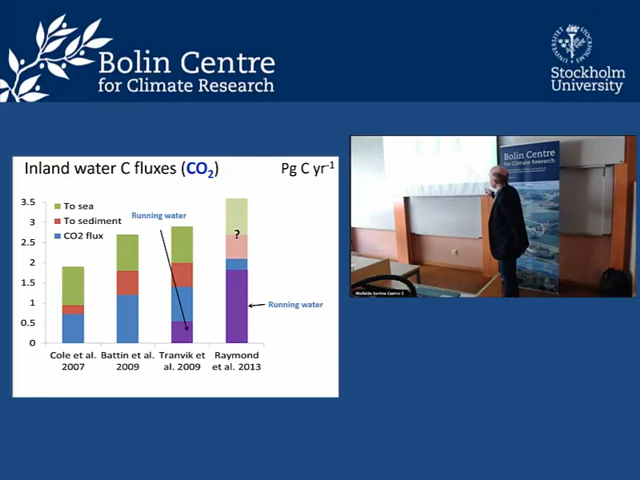 Bolin Centre
for Climate Research
Stockholm
University
Inland water C fluxes (CO2)
Pg C yr-1
3.5
3
2.5
2
1.5
1
0.5
0
To sea
To sediment
CO2 flux
Running water
?
Running water
Cole et al.
2007
Battin et al.
2009
Tranvik et
al. 2009
Raymond
et al. 2013
Bolin Centre
for Climate Research